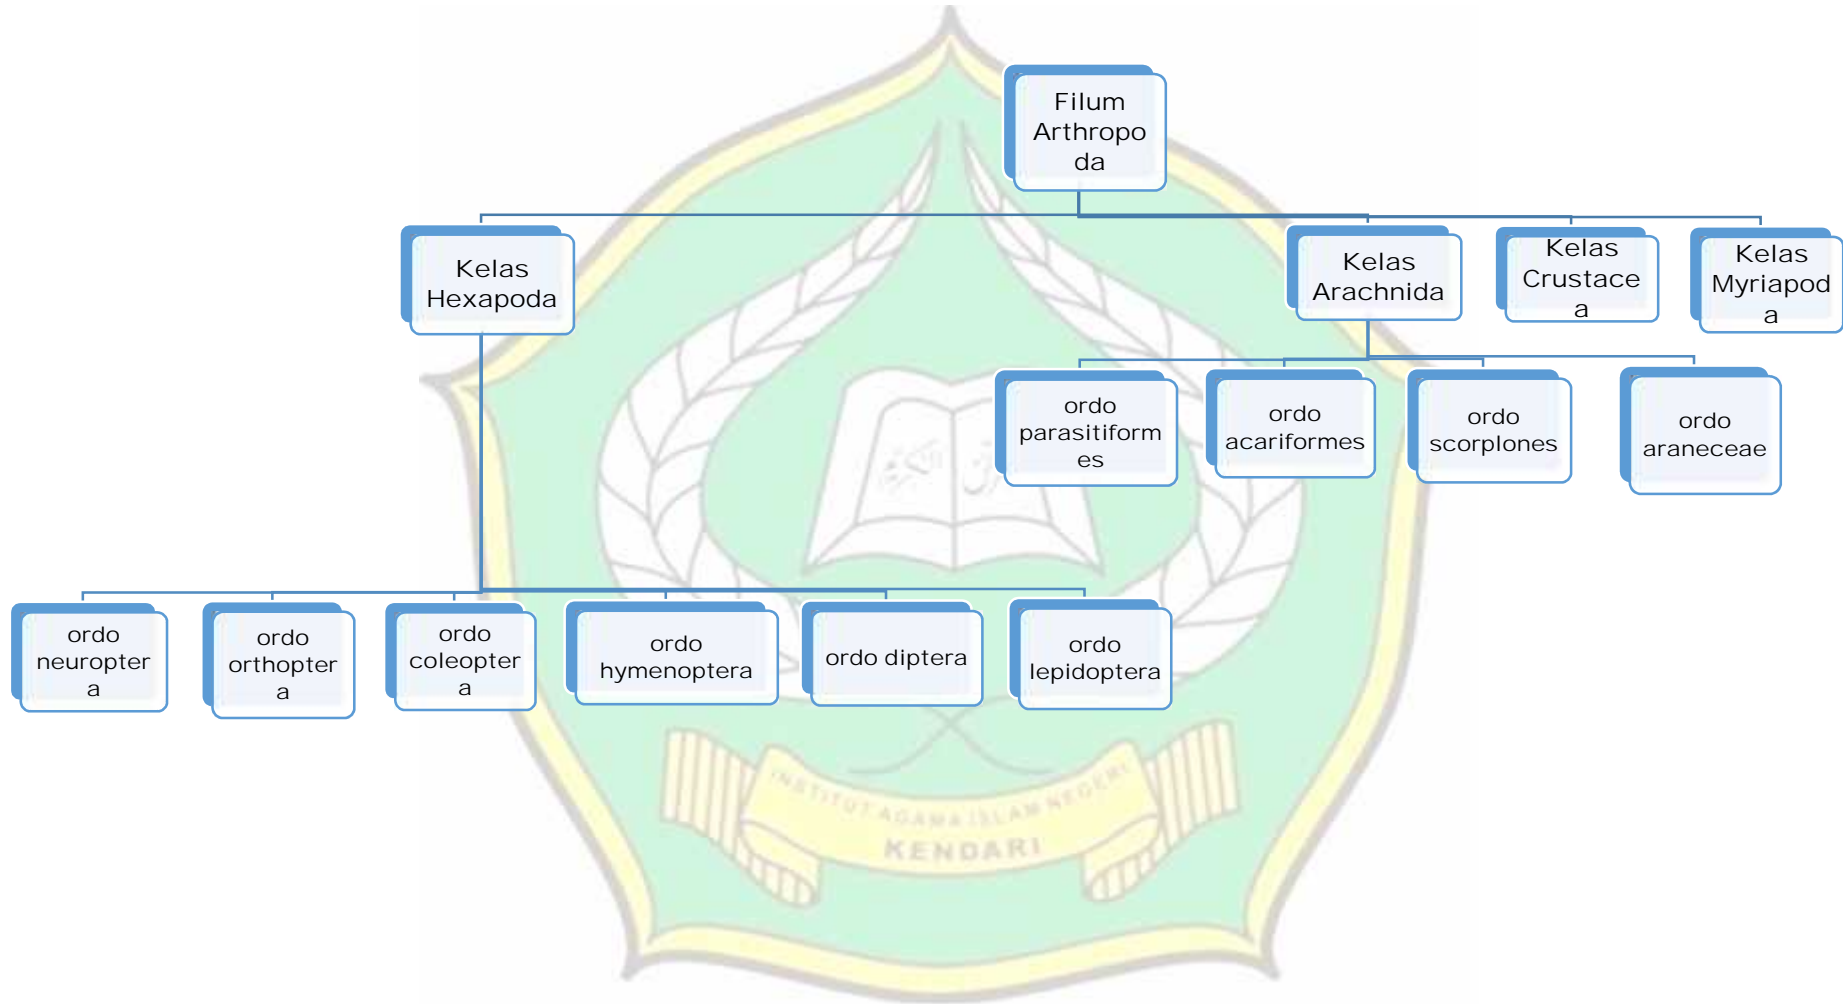 Filum
Arthropo
da
Kelas
Hexapoda
Kelas
Arachnida
Kelas
Crustace
a
Kelas
Myriapod
a
ordo
parasitiform
es
ordo
acariformes
ordo
scorplones
ordo
araneceae
ordo
neuropter
a
ordo
orthopter
a
ordo
coleopter
a
ordo
hymenoptera
ordo diptera
ordo
lepidoptera
INSTITUT AGAMA ISLAM NEGERI
KENDARI